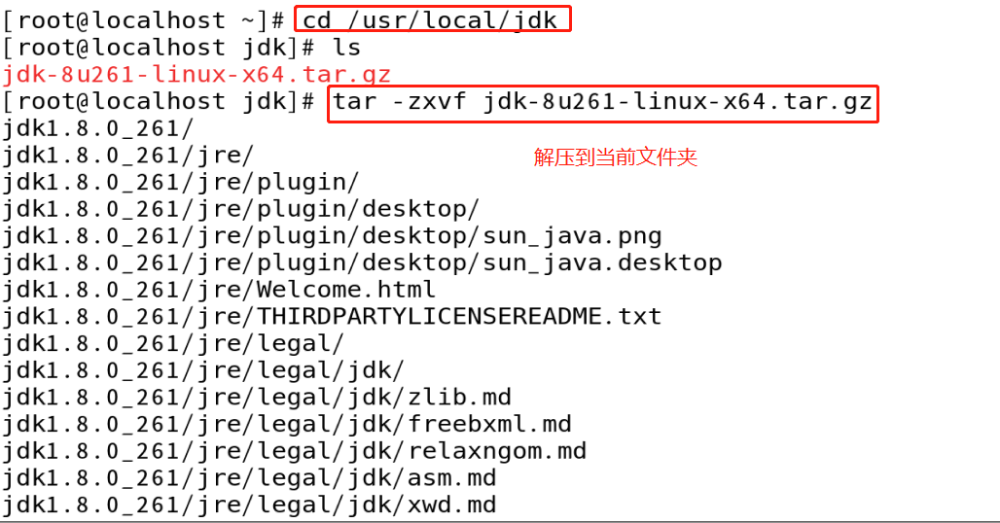 [root@localhost ~]# cd /usr/local/jdk
[root@localhost jdk]# ls
jdk-8u261-linux-x64.tar.gz
[root@localhost jdk]# tar -zxvf jdk-8u261-linux-x64.tar.gz
jdk1.8.0_261/
jdk1.8.0_261/jre/
解压到当前文件夹
jdk1.8.0_261/jre/plugin/
jdk1.8.0_261/jre/plugin/desktop/
jdk1.8.0_261/jre/plugin/desktop/sun_java.png
jdk1.8.0_261/jre/plugin/desktop/sun_java.desktop
jdk1.8.0_261/jre/Welcome.html
jdk1.8.0_261/jre/THIRDPARTYLICENSEREADME.txt
jdk1.8.0_261/jre/legal/
jdk1.8.0_261/jre/legal/jdk/
jdk1.8.0_261/jre/legal/jdk/zlib.md
jdk1.8.0_261/jre/legal/jdk/freebxml.md
jdk1.8.0_261/jre/legal/jdk/relaxngom.md
jdk1.8.0_261/jre/legal/jdk/asm.md
jdk1.8.0_261/jre/legal/jdk/xwd.md